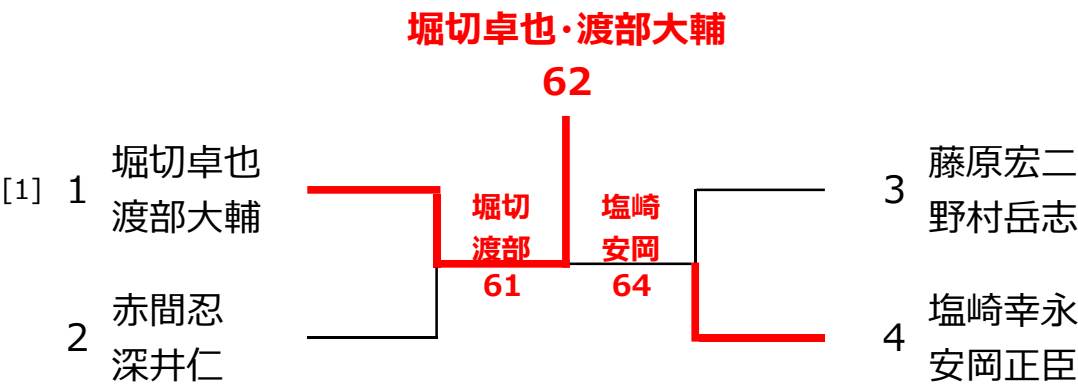 堀切卓也・渡部大輔
62
[1] 1 堀切卓也
渡部大輔
2 赤間忍
深井仁
堀切
渡部
61
塩崎
安岡
64
3 藤原宏二
野村岳志
4 塩崎幸永
安岡正臣